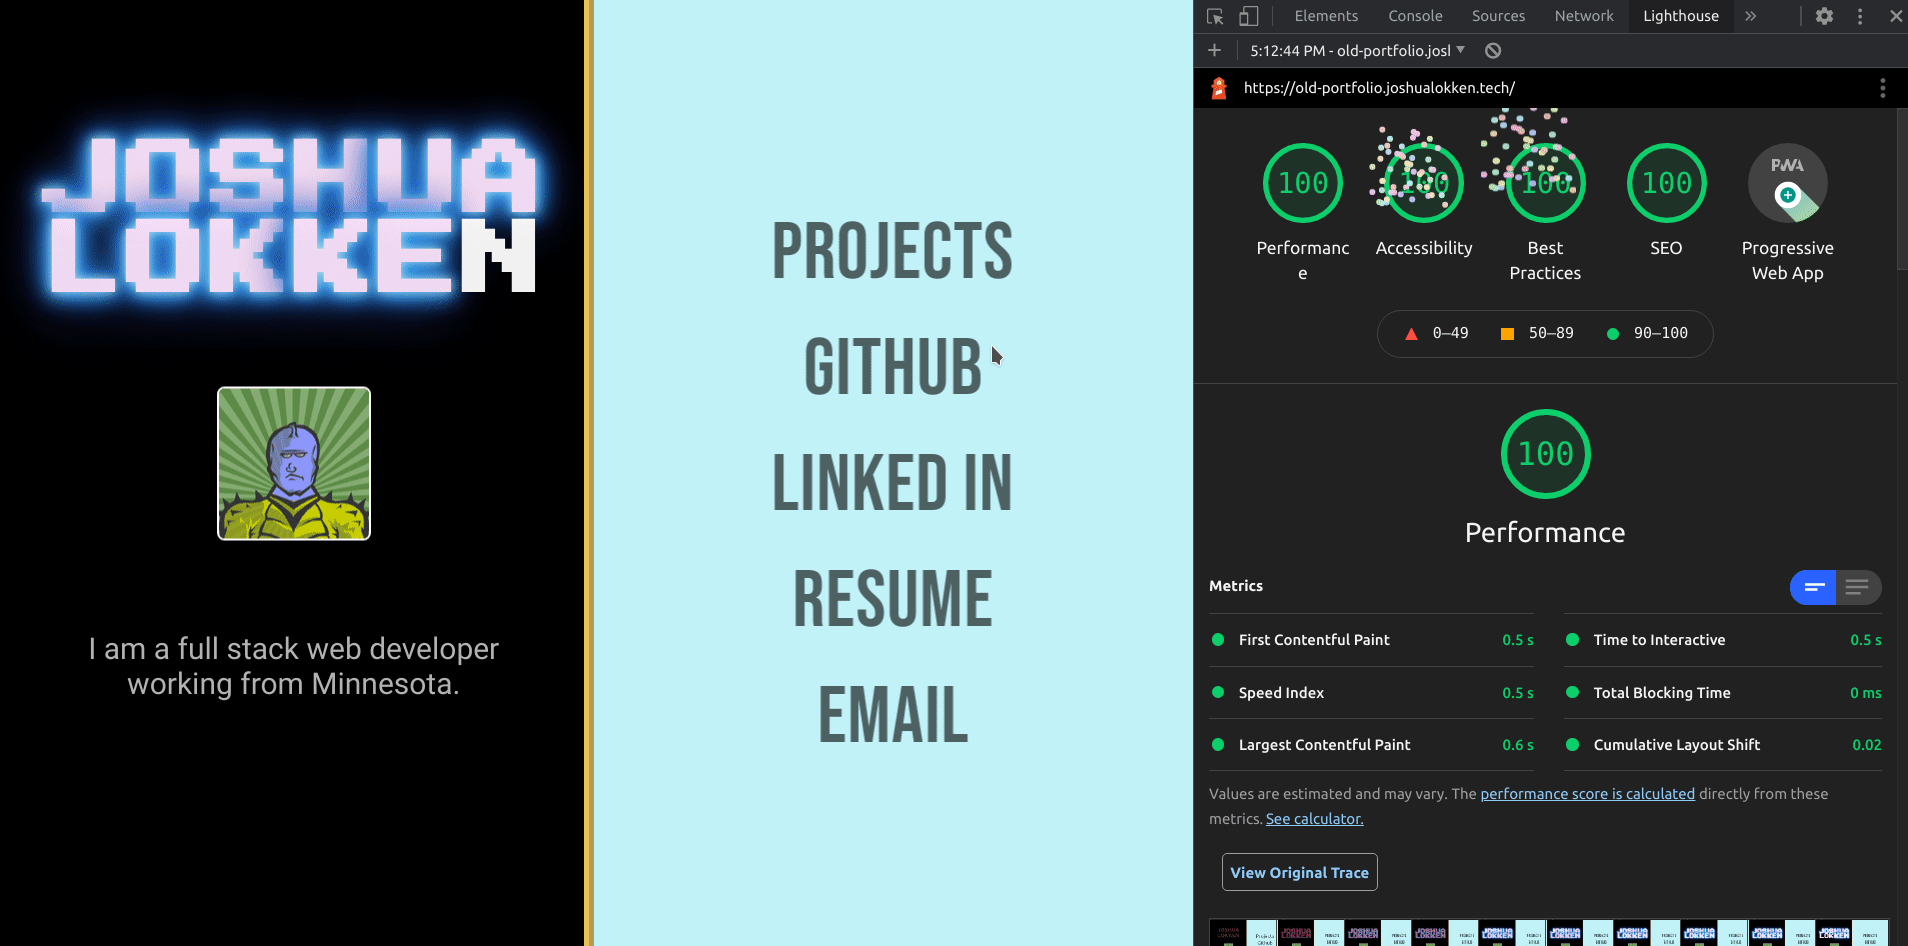 JOSHUA
LOKKEN
I am a full stack web developer
working from Minnesota.
PROJECTS
GITHUB
LINKED IN
RESUME
EMAIL
Elements Console Sources Network Lighthouse
5:12:44 PM - old-portfolio.josl
https://old-portfolio.joshualokken.tech/
100 100 100 100 PWA
Performanc
e
Accessibility
Best
Practices
SEO
Progressive
Web App
0–49 50–89 90–100
100
Performance
Metrics
First Contentful Paint 0.5 s
Time to Interactive 0.5 s
Speed Index 0.5 s
Total Blocking Time 0 ms
Largest Contentful Paint 0.6 s
Cumulative Layout Shift 0.02
Values are estimated and may vary. The performance score is calculated directly from these
metrics. See calculator.
View Original Trace